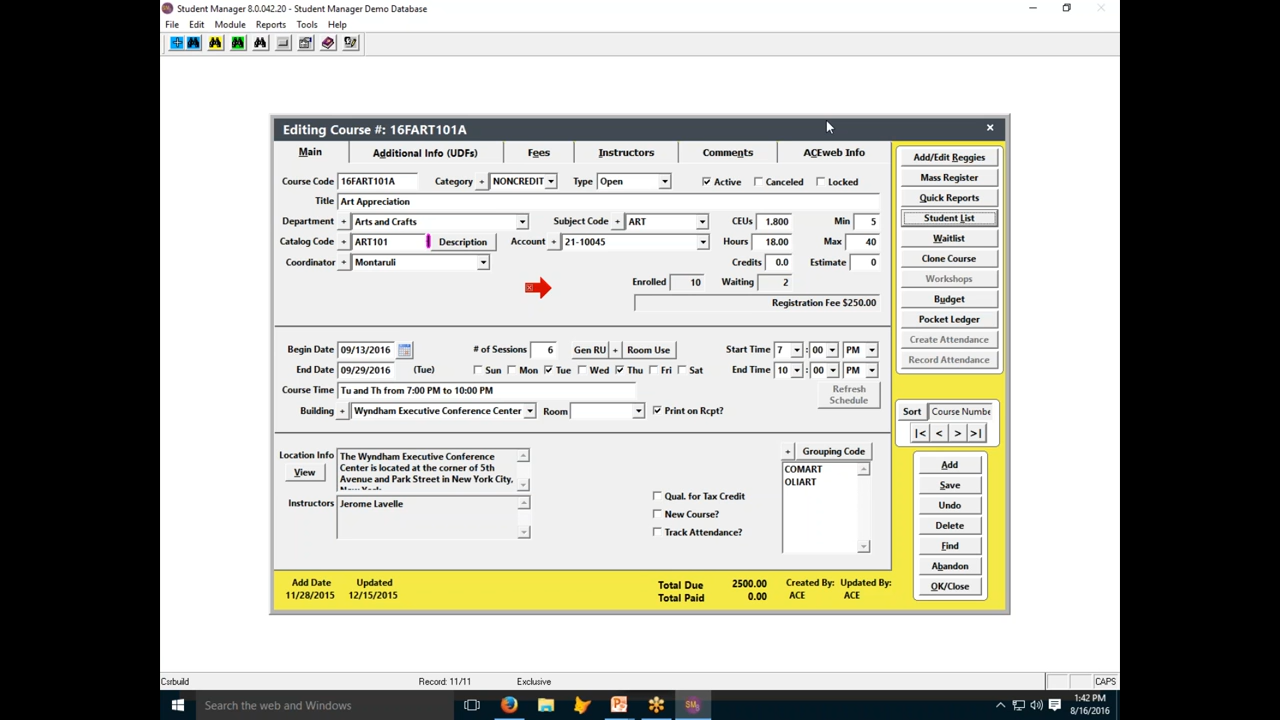 Student Manager 8.0.042.20 - Student Manager Demo Database
File Edit Module Reports Tools Help
Editing Course #: 16FART101A
Main Additional Info (UDFs) Fees Instructors Comments ACEweb Info
Course Code 16FART101A Category + NONCREDIT Type Open Active Canceled Locked
Title Art Appreciation
Department + Arts and Crafts Subject Code + ART CEUs 1.800 Min 5
Catalog Code + ART101 Description Account + 21-10045 Hours 18.00 Max 40
Coordinator + Montaruli Credits 0.0 Estimate 0
Enrolled 10 Waiting 2
Registration Fee $250.00
Begin Date 09/13/2016 # of Sessions 6 Gen RU + Room Use Start Time 7 : 00 PM
End Date 09/29/2016 (Tue) Sun Mon Tue Wed Thu Fri Sat End Time 10 : 00 PM
Course Time Tu and Th from 7:00 PM to 10:00 PM Refresh Schedule
Building + Wyndham Executive Conference Center Room Print on Rcpt?
Location Info The Wyndham Executive Conference
Center is located at the corner of 5th
Avenue and Park Street in New York City,
New York
View
+ Grouping Code
COMART
OLIART
Instructors Jerome Lavelle
Qual. for Tax Credit
New Course?
Track Attendance?
Add Date Updated Total Due 2500.00 Created By: Updated By:
11/28/2015 12/15/2015 Total Paid 0.00 ACE ACE
Add/Edit Reggies
Mass Register
Quick Reports
Student List
Waitlist
Clone Course
Workshops
Budget
Pocket Ledger
Create Attendance
Record Attendance
Sort Course Numbe
|< < > >|
Add
Save
Undo
Delete
Find
Abandon
OK/Close
Csrbuild Record: 11/11 Exclusive CAPS
Search the web and Windows
SM
1:42 PM
8/16/2016